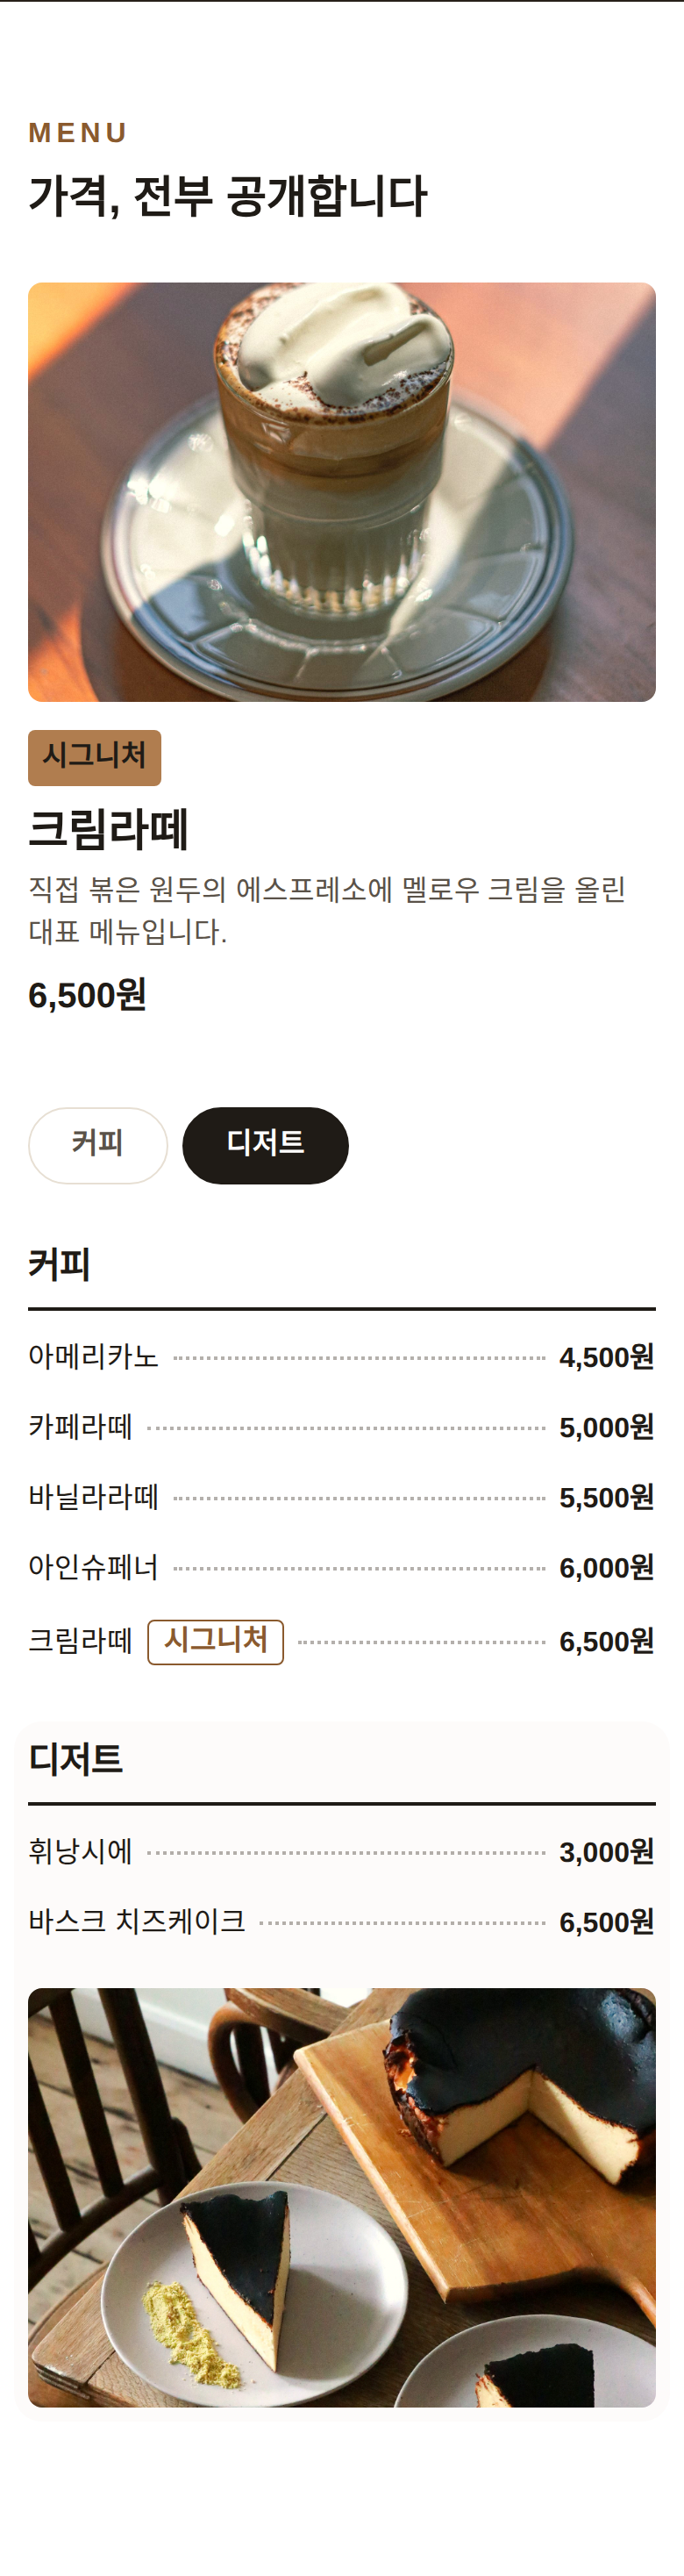 MENU
가격, 전부 공개합니다
시그니처
크림라떼
직접 볶은 원두의 에스프레소에 멜로우 크림을 올린
대표 메뉴입니다.
6,500원
커피 디저트
커피
아메리카노 4,500원
카페라떼 5,000원
바닐라라떼 5,500원
아인슈페너 6,000원
크림라떼 시그니처 6,500원
디저트
휘낭시에 3,000원
바스크 치즈케이크 6,500원